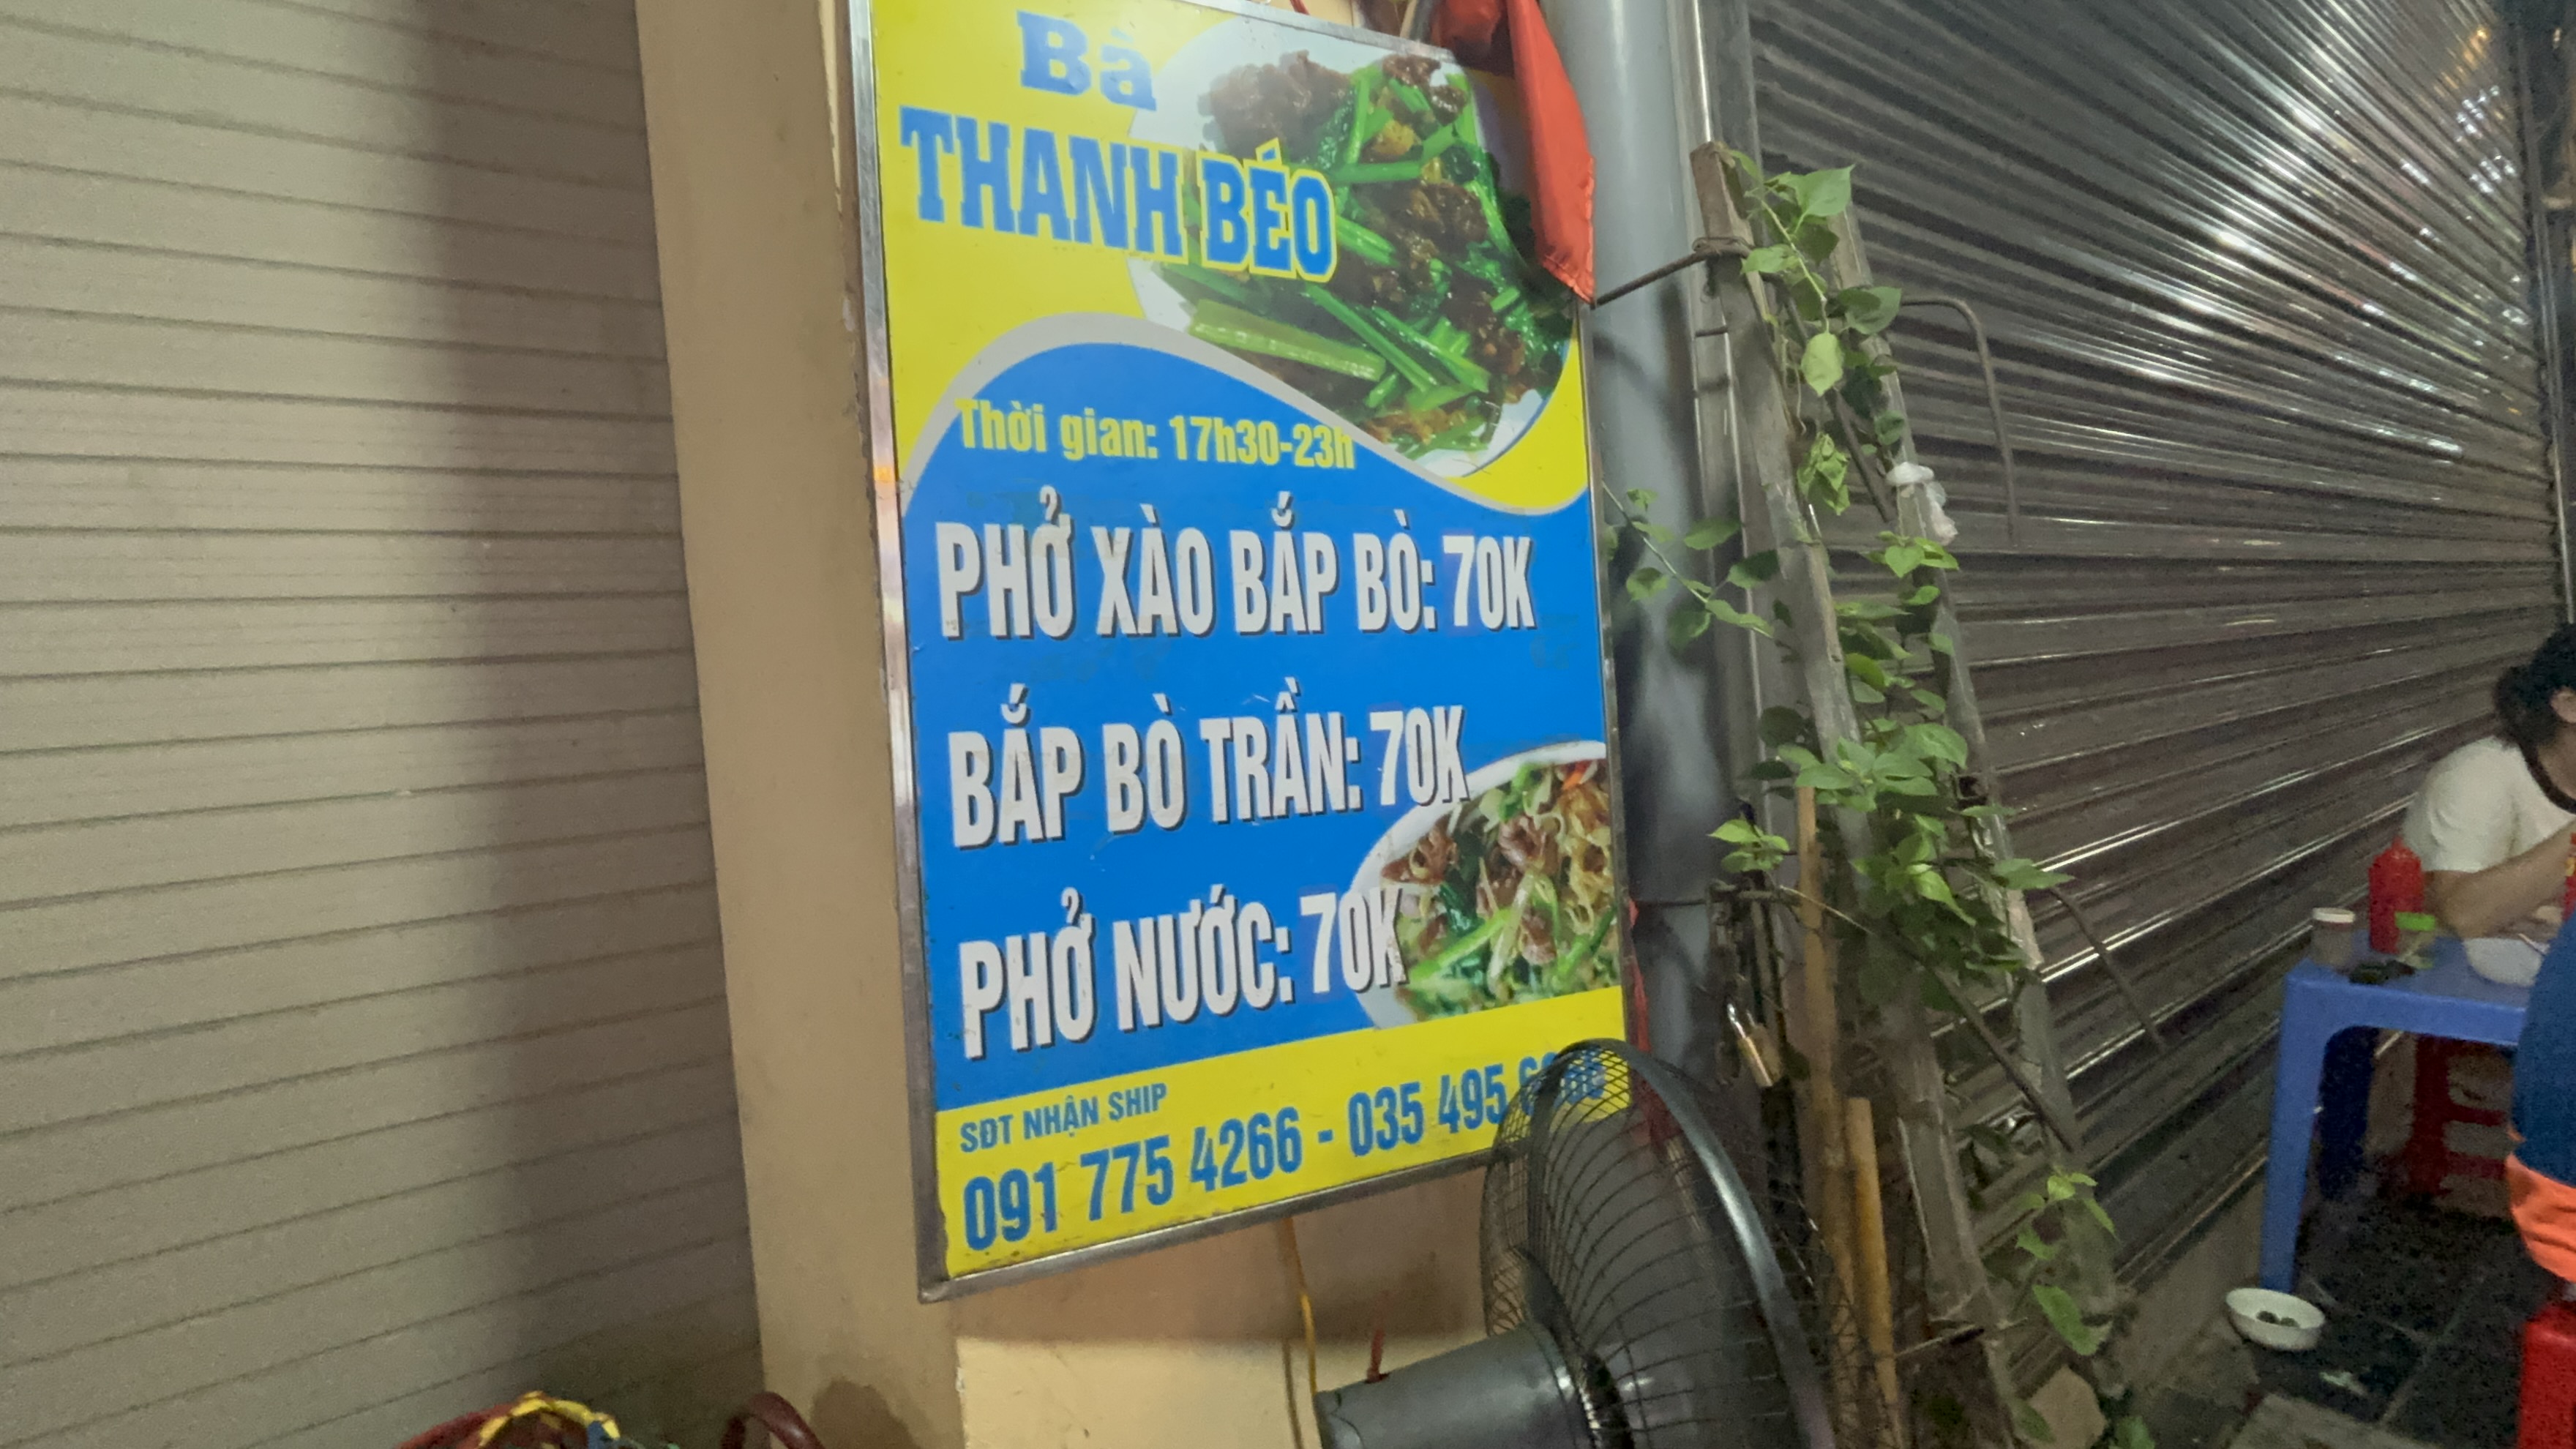 Bà
THANH BÉO
Thời gian: 17h30-23h
PHỞ XÀO BẮP BÒ: 70K
BẮP BÒ TRẦN: 70K
PHỞ NƯỚC: 70K
SĐT NHẬN SHIP
091 775 4266 - 035 495